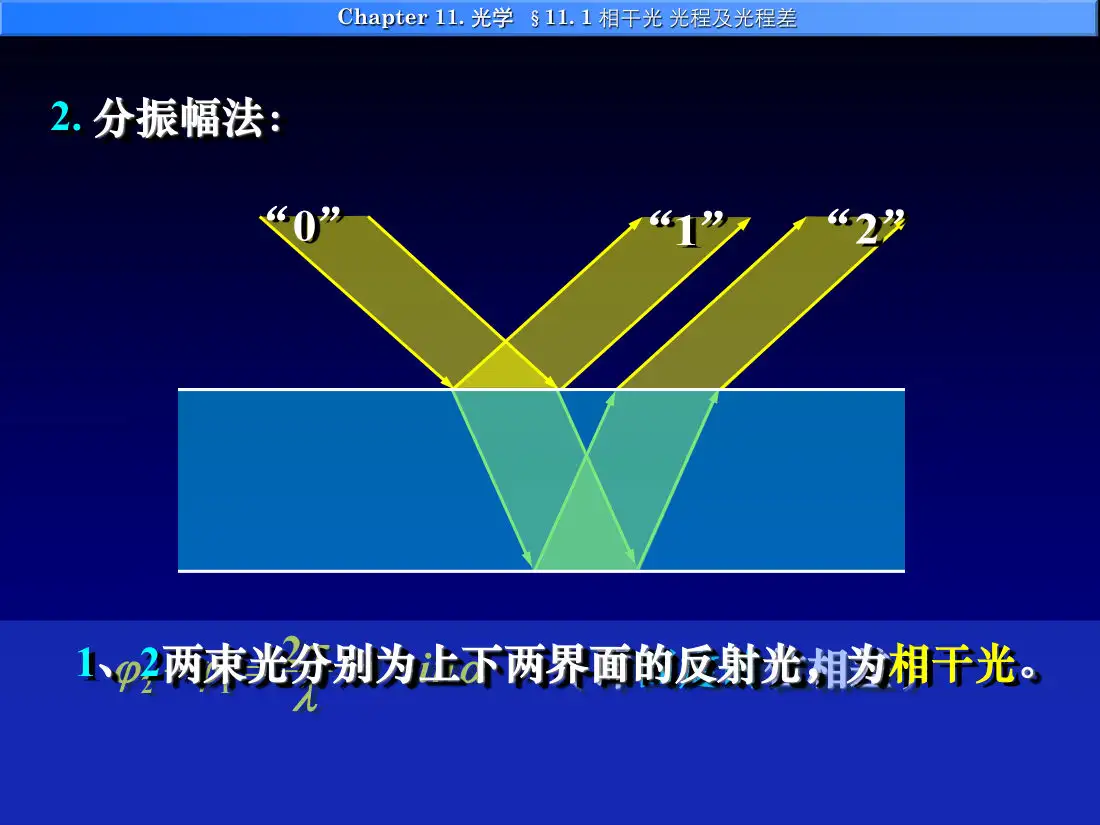 Chapter 11. 光学 §11. 1 相干光 光程及光程差
2. 分振幅法:
“0” “1” “2”
1、2两束光分别为上下两界面的反射光，为相干光。